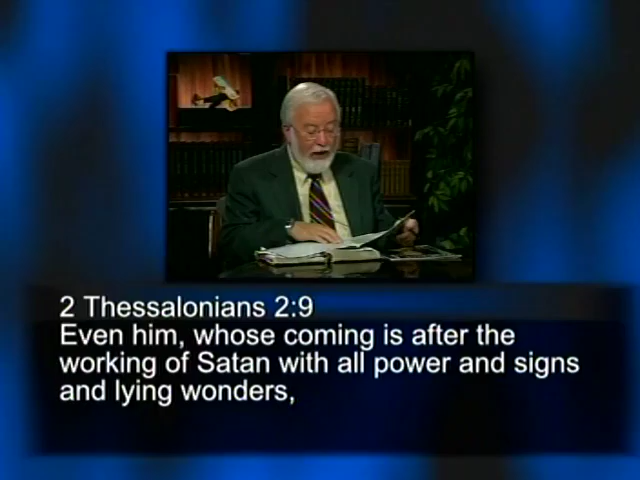 2 Thessalonians 2:9
Even him, whose coming is after the
working of Satan with all power and signs
and lying wonders,